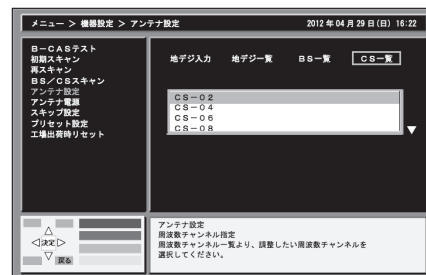 メニュー > 機器設定 > アンテナ設定
2012年04月29日(日) 16:22
B-CASテスト
初期スキャン
再スキャン
BS/CSスキャン
アンテナ設定
アンテナ電源
スキップ設定
プリセット設定
工場出荷時リセット
地デジ入力 地デジ一覧 BS一覧 CS一覧
CS-02
CS-04
CS-06
CS-08
決定
戻る
アンテナ設定
周波数チャンネル指定
周波数チャンネル一覧より、調整したい周波数チャンネルを
選択してください。